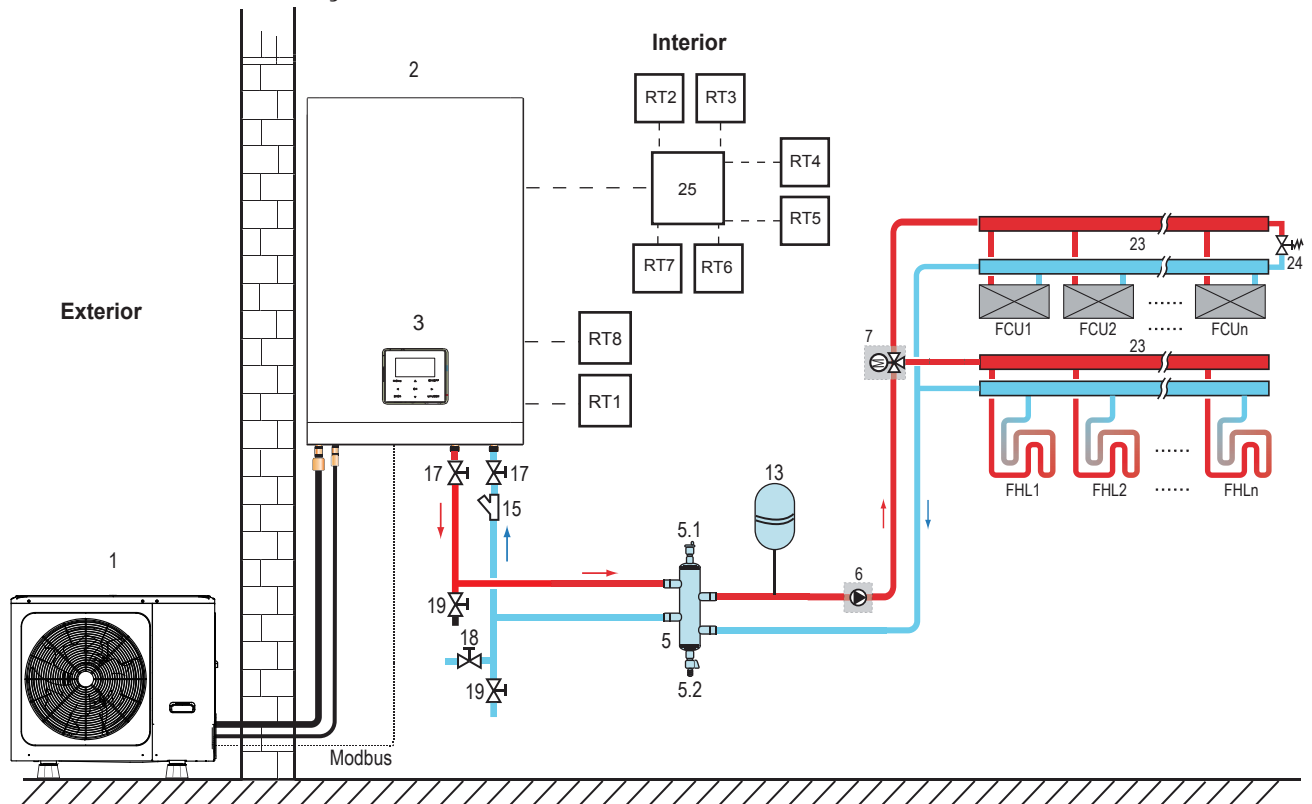 Interior
2
RT2
RT3
RT4
25
RT5
RT7
RT6
Exterior
3
RT8
RT1
23
24
FCU1
FCU2
......
......
FCUn
7
23
17
17
15
13
FHL1
FHL2
......
......
FHLn
1
5.1
6
19
18
5
19
5.2
Modbus